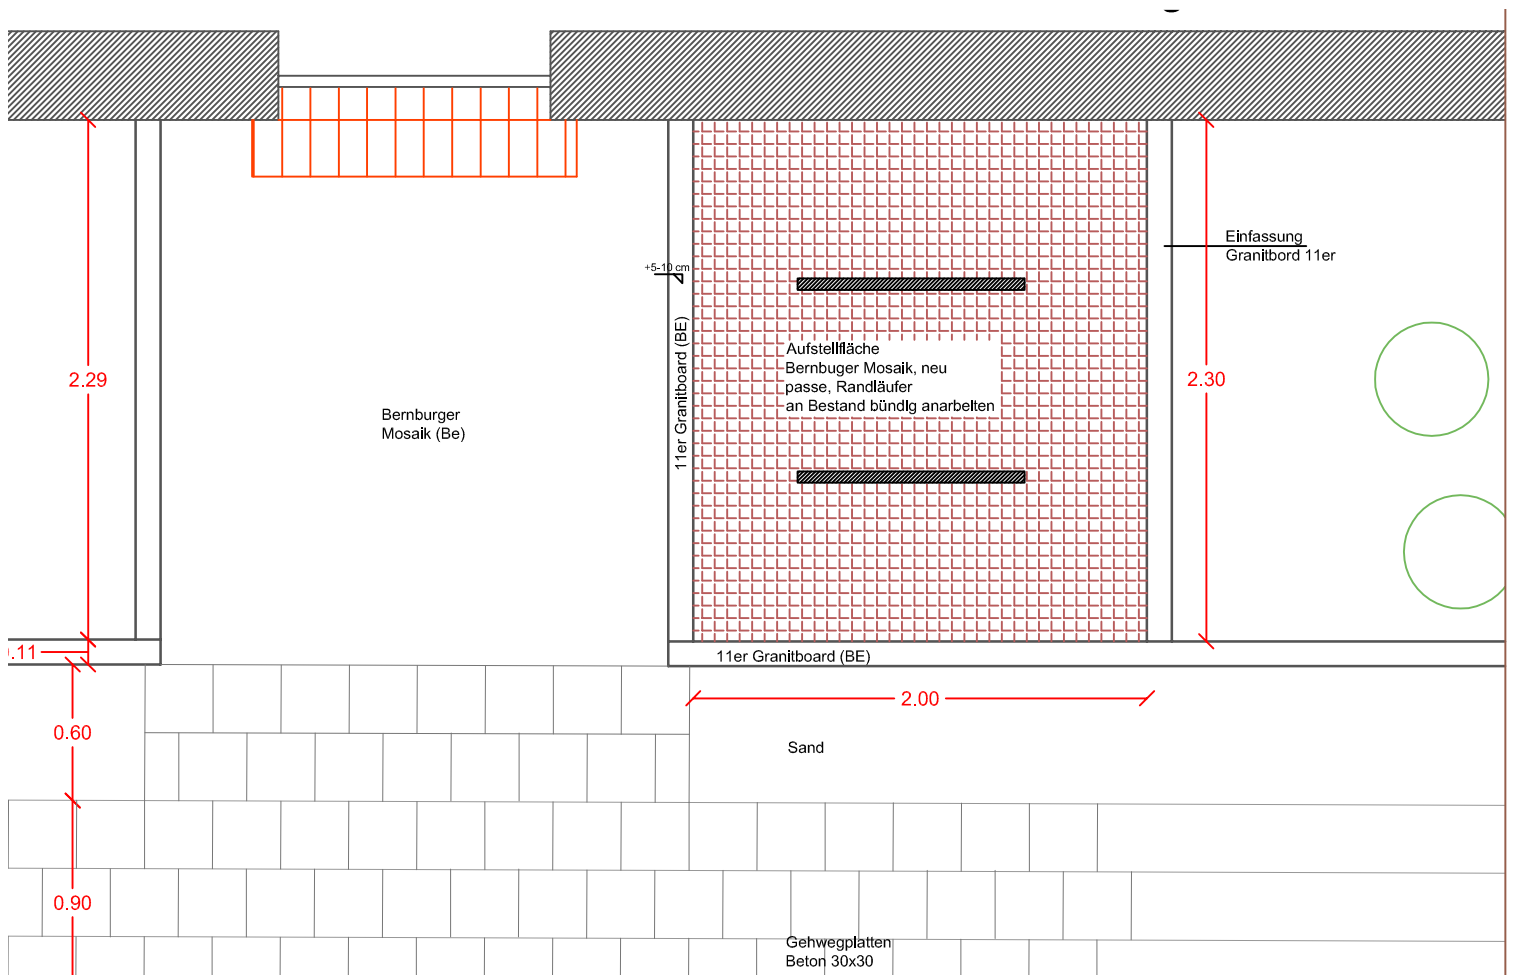 Einfassung
Granitbord 11er
+5-10 cm
11er Granitboard (BE)
Aufstellfläche
Bernbuger Mosaik, neu
passe, Randläufer
an Bestand bündig anarbeiten
2.29
2.30
Bernburger
Mosaik (Be)
11er Granitboard (BE)
2.00
0.60
Sand
0.90
Gehwegplatten
Beton 30x30